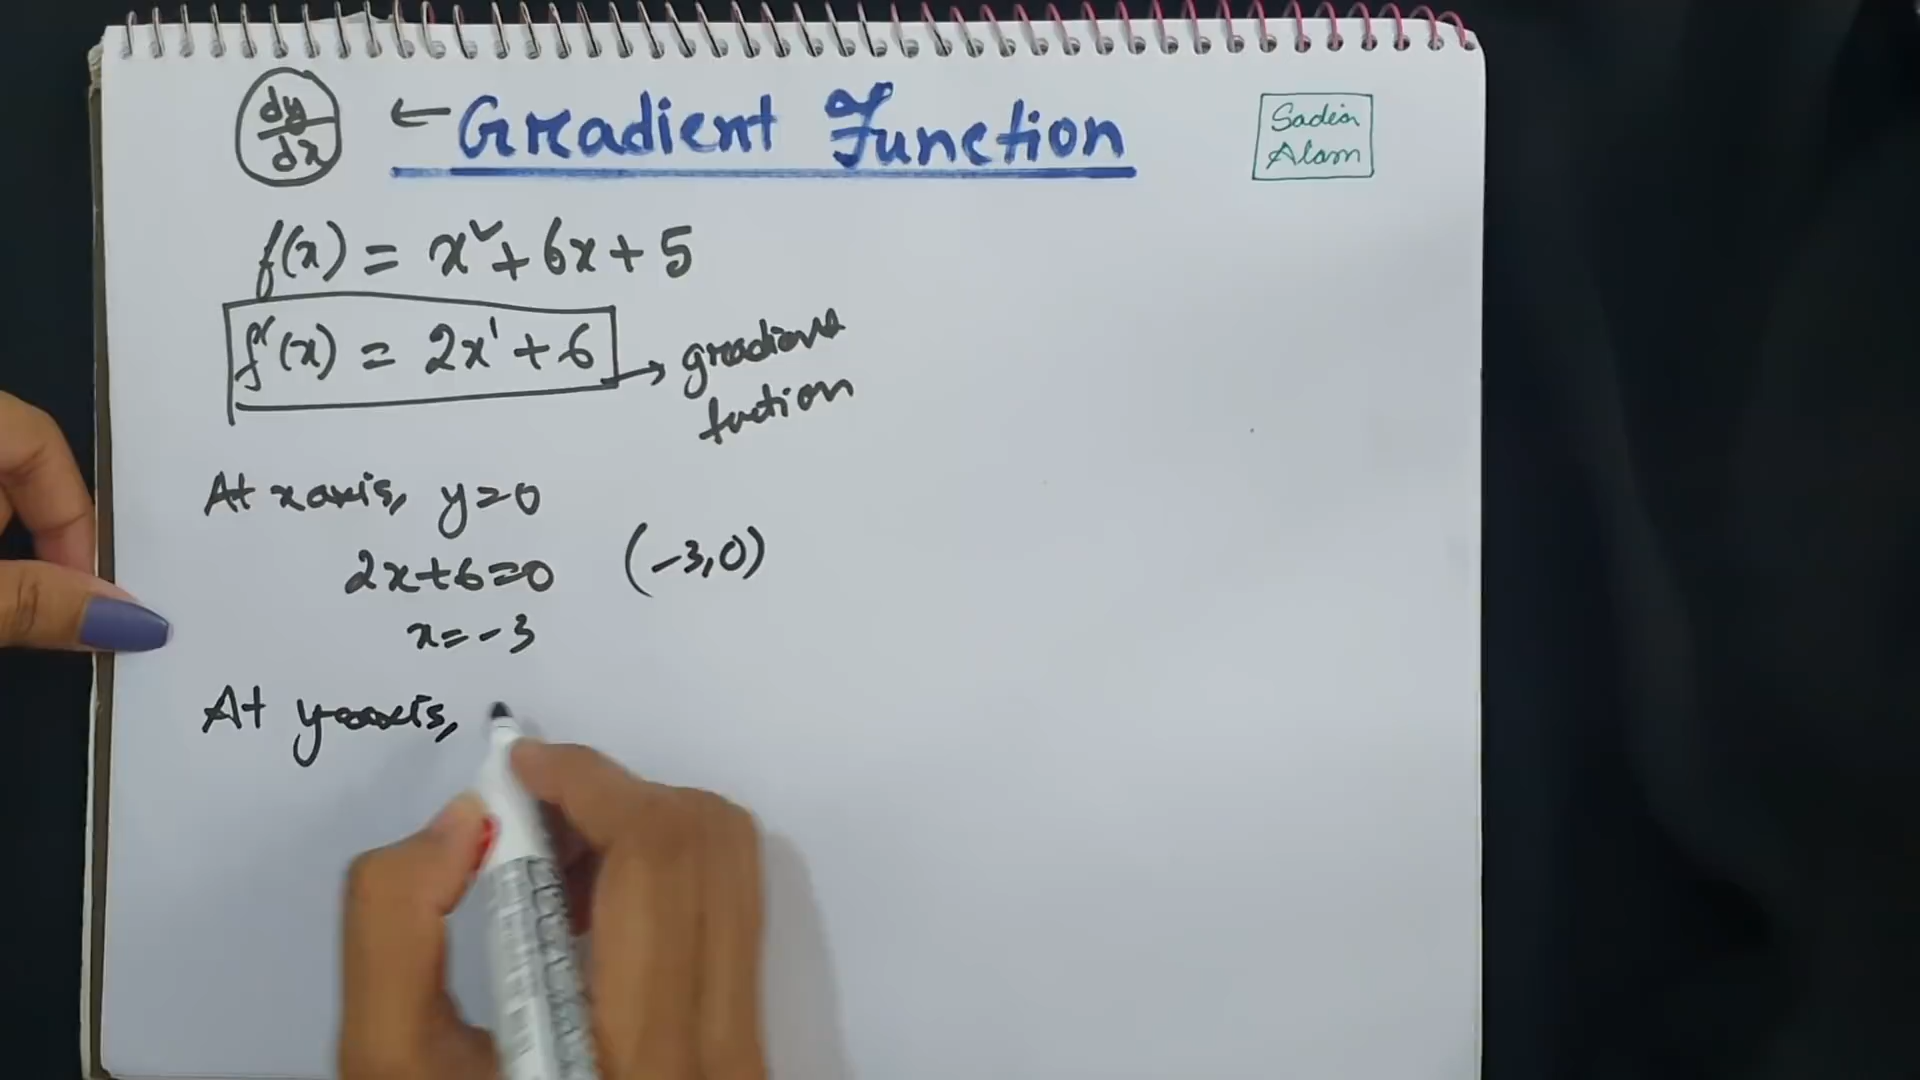 dy/dx ← Gradient Function
Sadia
Alam
f(x) = x² + 6x + 5
f'(x) = 2x¹ + 6 → gradient
fuction
At x axis, y=0
2x+6=0 (-3,0)
x=-3
At y-axis,